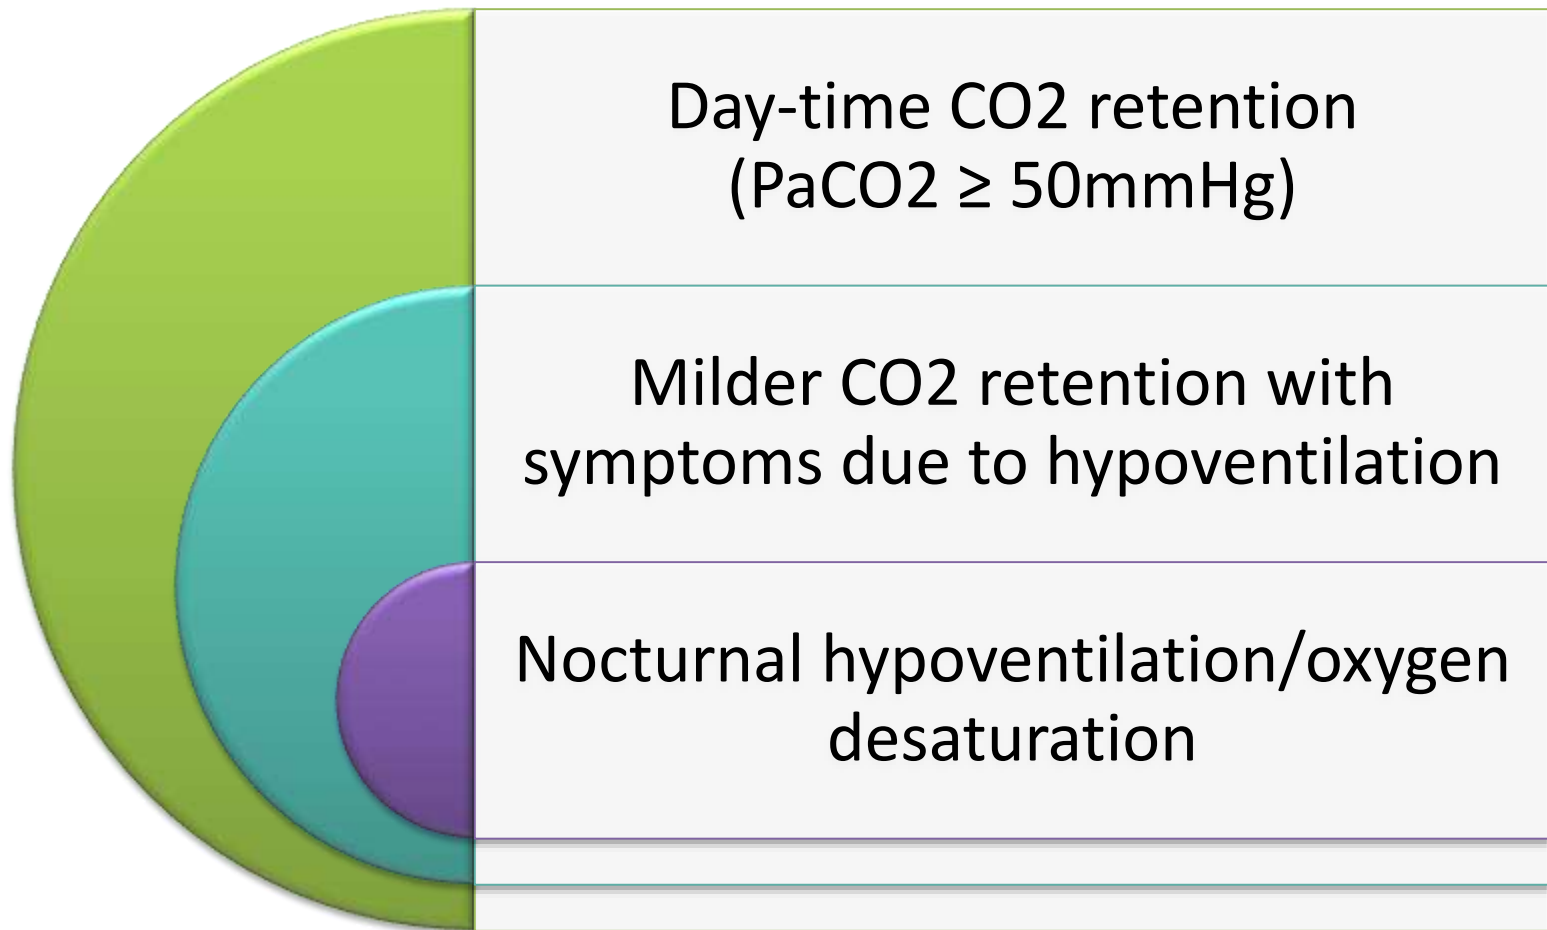 Day-time CO2 retention
(PaCO2 ≥ 50mmHg)
Milder CO2 retention with
symptoms due to hypoventilation
Nocturnal hypoventilation/oxygen
desaturation